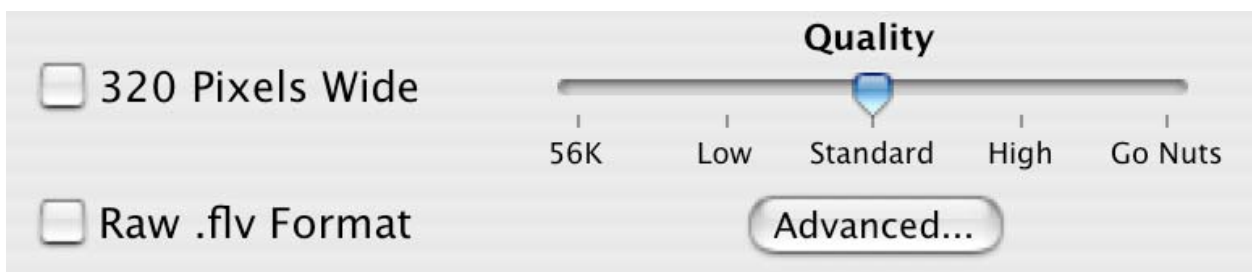 Quality
320 Pixels Wide
56K Low Standard High Go Nuts
Raw .flv Format
Advanced...